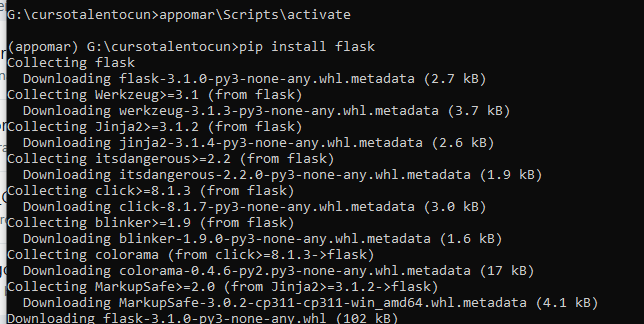 G:\cursotalentocun>appomar\Scripts\activate
(appomar) G:\cursotalentocun>pip install flask
Collecting flask
  Downloading flask-3.1.0-py3-none-any.whl.metadata (2.7 kB)
Collecting Werkzeug>=3.1 (from flask)
  Downloading werkzeug-3.1.3-py3-none-any.whl.metadata (3.7 kB)
Collecting Jinja2>=3.1.2 (from flask)
  Downloading jinja2-3.1.4-py3-none-any.whl.metadata (2.6 kB)
Collecting itsdangerous>=2.2 (from flask)
  Downloading itsdangerous-2.2.0-py3-none-any.whl.metadata (1.9 kB)
Collecting click>=8.1.3 (from flask)
  Downloading click-8.1.7-py3-none-any.whl.metadata (3.0 kB)
Collecting blinker>=1.9 (from flask)
  Downloading blinker-1.9.0-py3-none-any.whl.metadata (1.6 kB)
Collecting colorama (from click>=8.1.3->flask)
  Downloading colorama-0.4.6-py2.py3-none-any.whl.metadata (17 kB)
Collecting MarkupSafe>=2.0 (from Jinja2>=3.1.2->flask)
  Downloading MarkupSafe-3.0.2-cp311-cp311-win_amd64.whl.metadata (4.1 kB)
Downloading flask-3.1.0-py3-none-any.whl (102 kB)